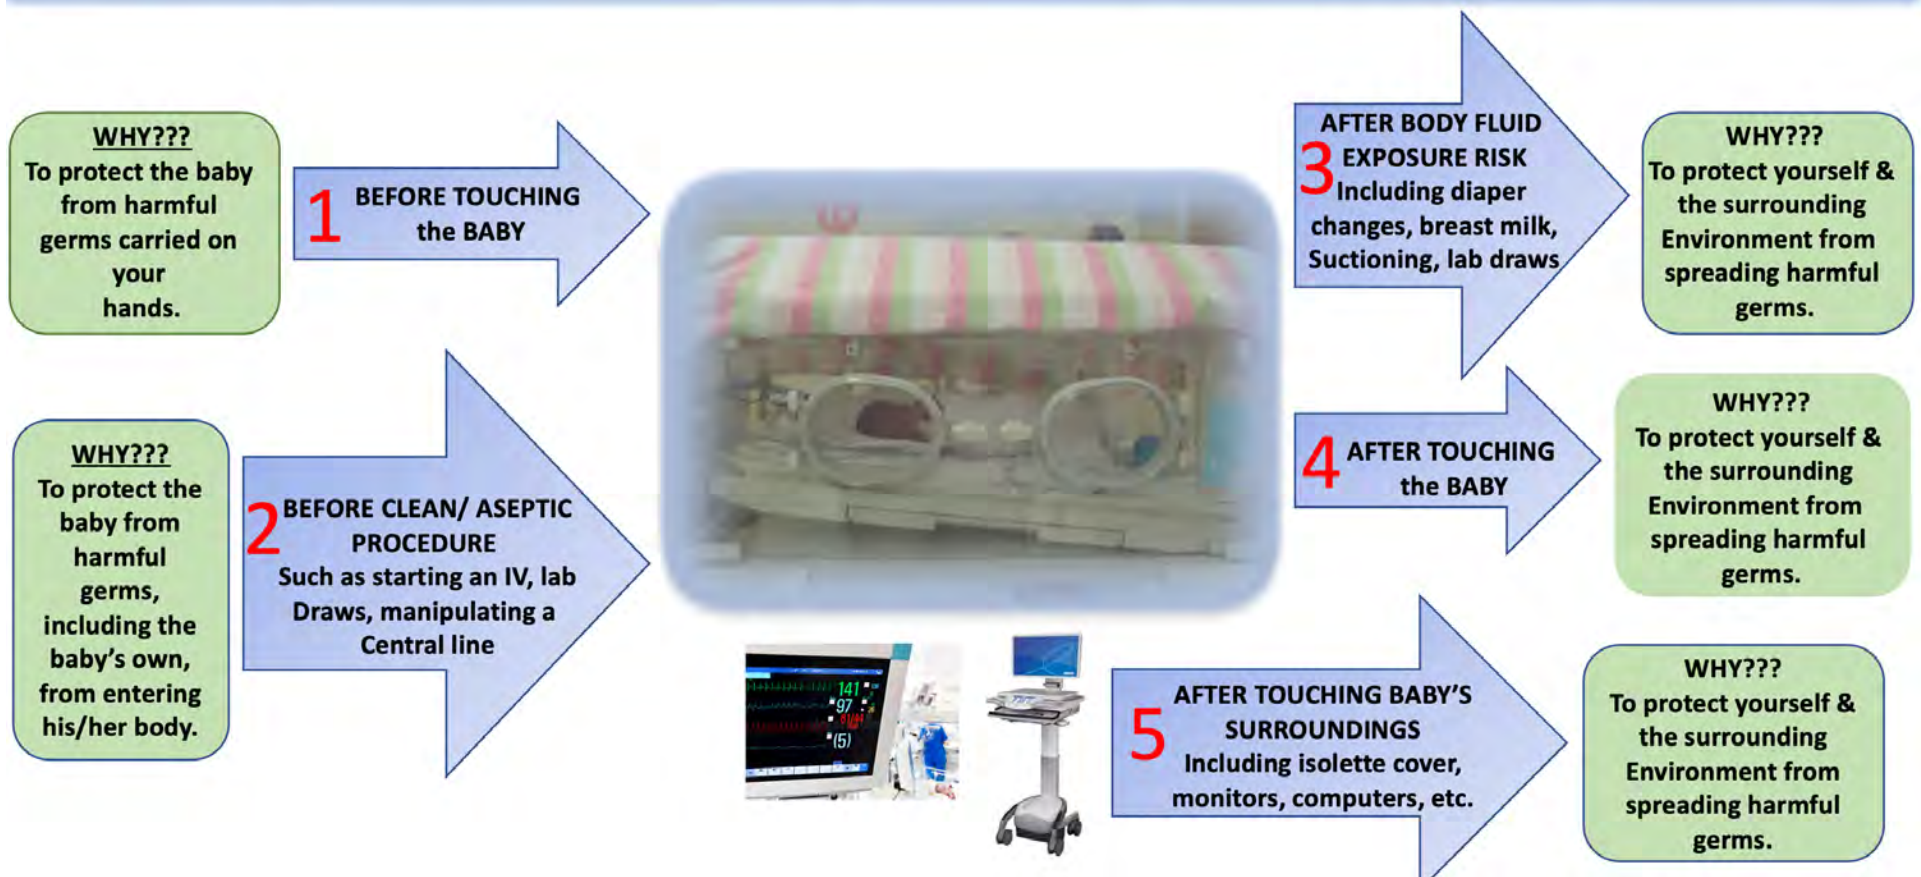 WHY???
To protect the baby
from harmful
germs carried on
your
hands.
1
BEFORE TOUCHING
the BABY
WHY???
To protect the
baby from
harmful
germs,
including the
baby's own,
from entering
his/her body.
2
BEFORE CLEAN/ ASEPTIC
PROCEDURE
Such as starting an IV, lab
Draws, manipulating a
Central line
3
AFTER BODY FLUID
EXPOSURE RISK
Including diaper
changes, breast milk,
Suctioning, lab draws
WHY???
To protect yourself &
the surrounding
Environment from
spreading harmful
germs.
4
AFTER TOUCHING
the BABY
WHY???
To protect yourself &
the surrounding
Environment from
spreading harmful
germs.
141
97
(5)
5
AFTER TOUCHING BABY'S
SURROUNDINGS
Including isolette cover,
monitors, computers, etc.
WHY???
To protect yourself &
the surrounding
Environment from
spreading harmful
germs.